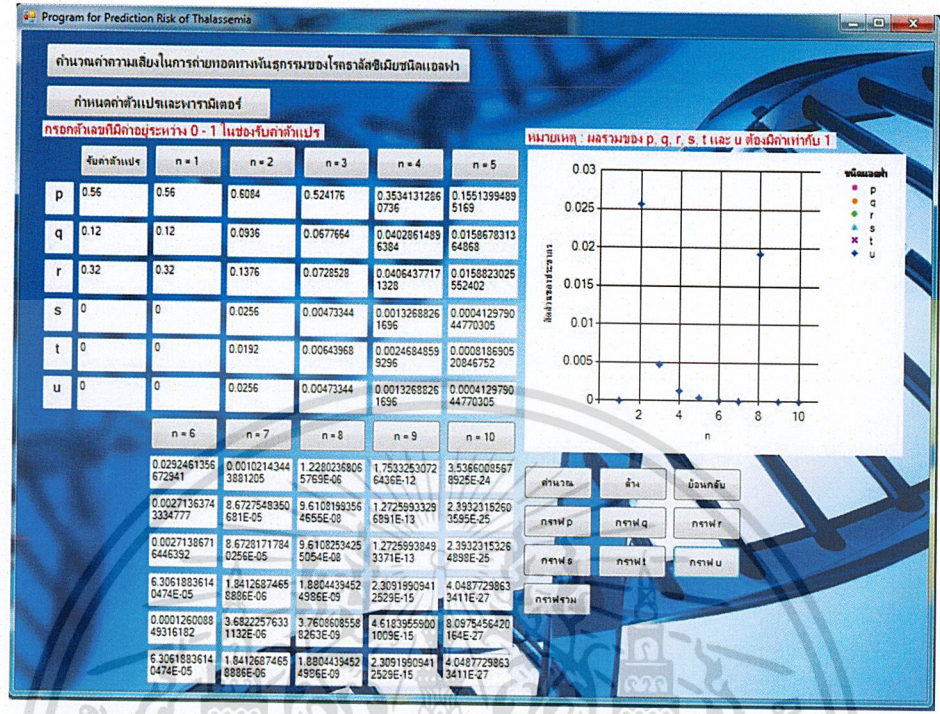 Program for Prediction Risk of Thalassemia
คำนวณค่าความเสี่ยงในการถ่ายทอดทางพันธุกรรมของโรคธาลัสซีเมียชนิดแอลฟา
กำหนดค่าตัวแปรและพารามิเตอร์
กรอกตัวเลขที่มีค่าอยู่ระหว่าง 0 - 1 ในช่องรับค่าตัวแปร
หมายเหตุ : ผลรวมของ p, q, r, s, t และ u ต้องมีค่าเท่ากับ 1
รับค่าตัวแปร n = 1 n = 2 n = 3 n = 4 n = 5
p 0.56 0.56 0.6084 0.524176 0.3534131286 0.1551399489
0736 5169
q 0.12 0.12 0.0936 0.0677664 0.0402861489 0.0158678313
6384 64868
r 0.32 0.32 0.1376 0.0728528 0.0406437717 0.0158823025
1328 552402
s 0 0 0.0256 0.00473344 0.0013268826 0.0004129790
1696 44770305
t 0 0 0.0192 0.00643968 0.0024684859 0.0008186905
9296 20846752
u 0 0 0.0256 0.00473344 0.0013268826 0.0004129790
1696 44770305
n = 6 n = 7 n = 8 n = 9 n = 10
0.0292461356 0.0010214344 1.2280236806 1.7533253072 3.5366008567
672941 3881205 5769E-06 6436E-12 8925E-24
0.0027136374 8.6727548350 9.6108199356 1.2725993329 2.3932315260
3334777 681E-05 4655E-08 6891E-13 3595E-25
0.0027138671 8.6728171784 9.6108253425 1.2725993849 2.3932315326
6446392 0256E-05 5054E-08 3371E-13 4898E-25
6.3061883614 1.8412687465 1.8804439452 2.3091990941 4.0487729863
0474E-05 8886E-06 4986E-09 2529E-15 3411E-27
0.0001260088 3.6822257633 3.7608608558 4.6183955900 8.0975456420
49316182 1132E-06 8263E-09 1009E-15 164E-27
6.3061883614 1.8412687465 1.8804439452 2.3091990941 4.0487729863
0474E-05 8886E-06 4986E-09 2529E-15 3411E-27
0.03
0.025
0.02
0.015
0.01
0.005
0
2 4 6 8 10
n
สัดส่วนของประชากร
ชนิดแอลฟา
p
q
r
s
t
u
คำนวณ ล้าง ย้อนกลับ
กราฟ p กราฟ q กราฟ r
กราฟ s กราฟ t กราฟ u
กราฟรวม